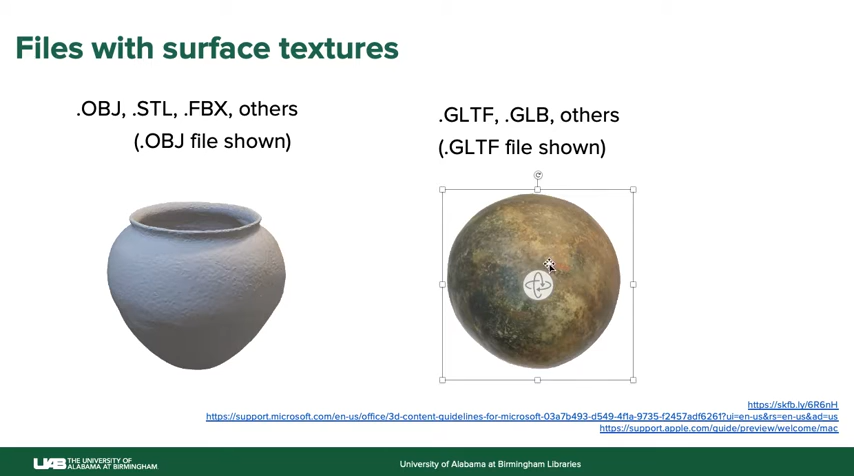 Files with surface textures
.OBJ, .STL, .FBX, others
(.OBJ file shown)
.GLTF, .GLB, others
(.GLTF file shown)
https://skfb.ly/6R6nH
https://support.microsoft.com/en-us/office/3d-content-guidelines-for-microsoft-03a7b493-d549-4f1a-9735-f2457adf6261?ui=en-us&rs=en-us&ad=us
https://support.apple.com/guide/preview/welcome/mac
UAB THE UNIVERSITY OF
ALABAMA AT BIRMINGHAM
University of Alabama at Birmingham Libraries